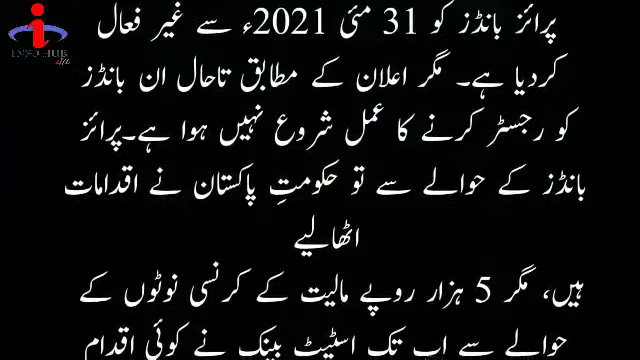 INFO HUB
پرائز بانڈز کو 31 مئی 2021ء سے غیر فعال
کردیا ہے۔ مگر اعلان کے مطابق تاحال ان بانڈز
کو رجسٹر کرنے کا عمل شروع نہیں ہوا ہے۔پرائز
بانڈز کے حوالے سے تو حکومتِ پاکستان نے اقدامات
اٹھالیے
ہیں، مگر 5 ہزار روپے مالیت کے کرنسی نوٹوں کے
حوالے سے اب تک اسٹیٹ بینک نے کوئی اقدام